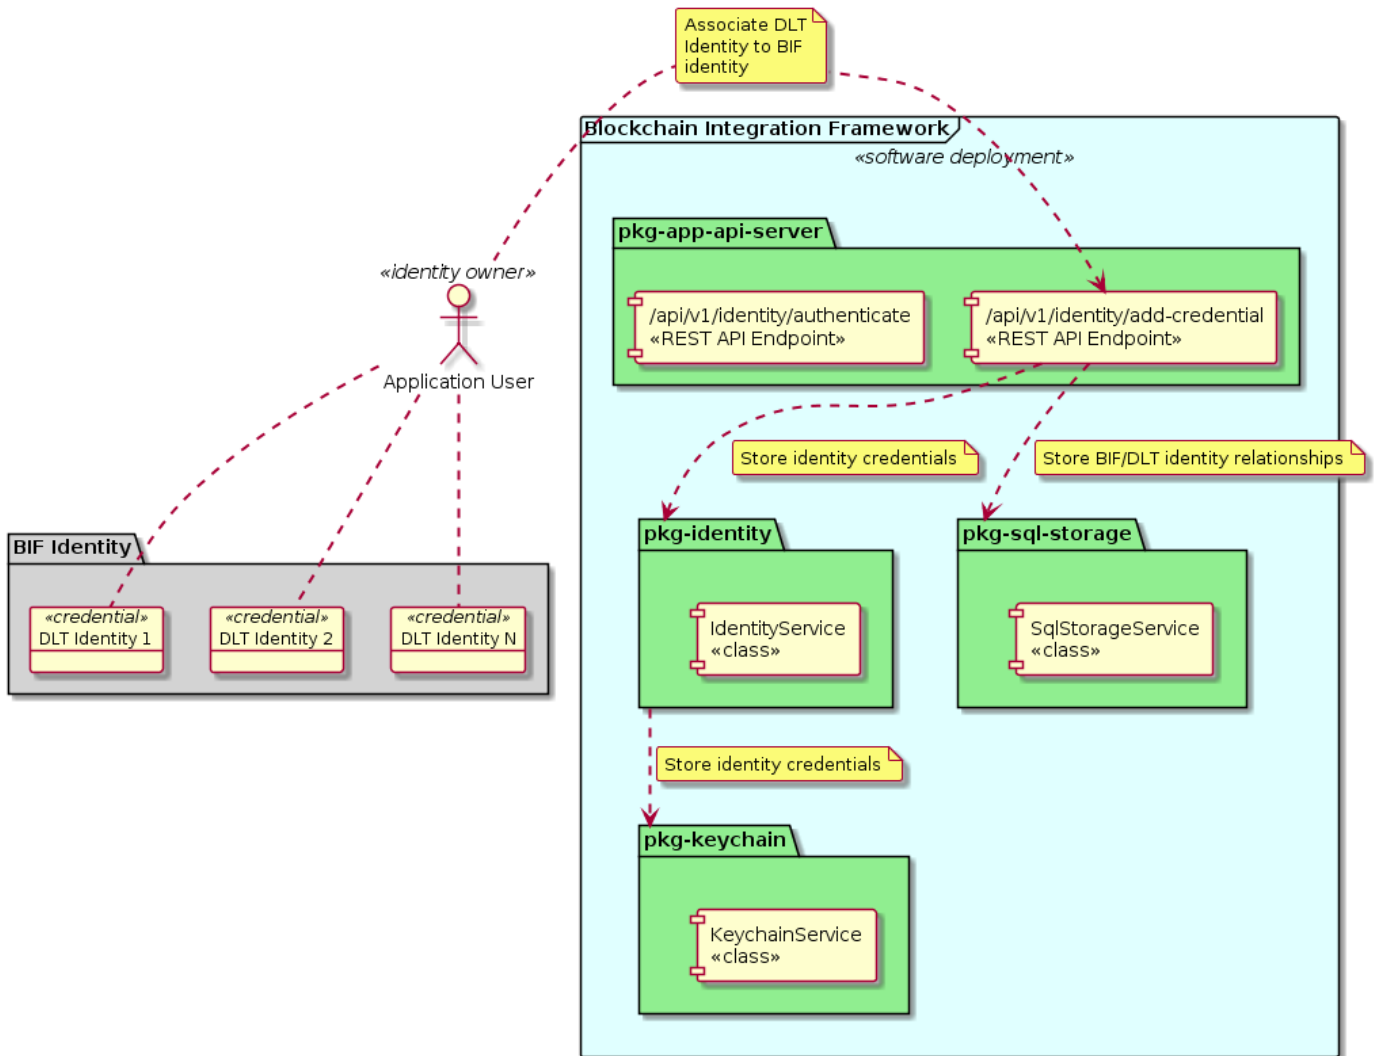 Associate DLT
Identity to BIF
identity
Blockchain Integration Framework
«software deployment»
pkg-app-api-server
«identity owner»
/api/v1/identity/authenticate
«REST API Endpoint»
/api/v1/identity/add-credential
«REST API Endpoint»
Application User
Store identity credentials
Store BIF/DLT identity relationships
BIF Identity
pkg-identity
pkg-sql-storage
«credential»
DLT Identity 1
«credential»
DLT Identity 2
«credential»
DLT Identity N
IdentityService
«class»
SqlStorageService
«class»
Store identity credentials
pkg-keychain
KeychainService
«class»